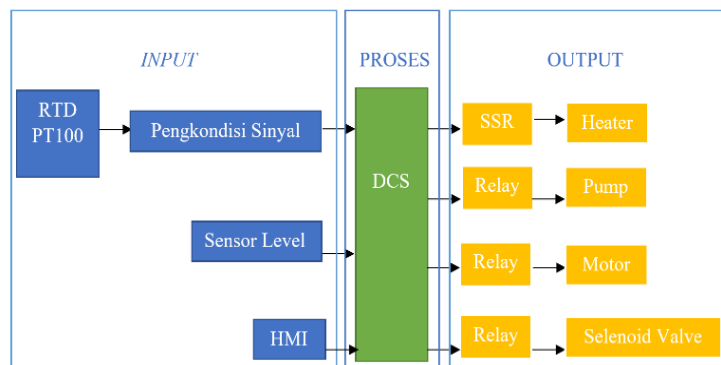 INPUT
PROSES
OUTPUT
RTD
PT100
Pengkondisi Sinyal
Sensor Level
HMI
DCS
SSR
Heater
Relay
Pump
Relay
Motor
Relay
Selenoid Valve